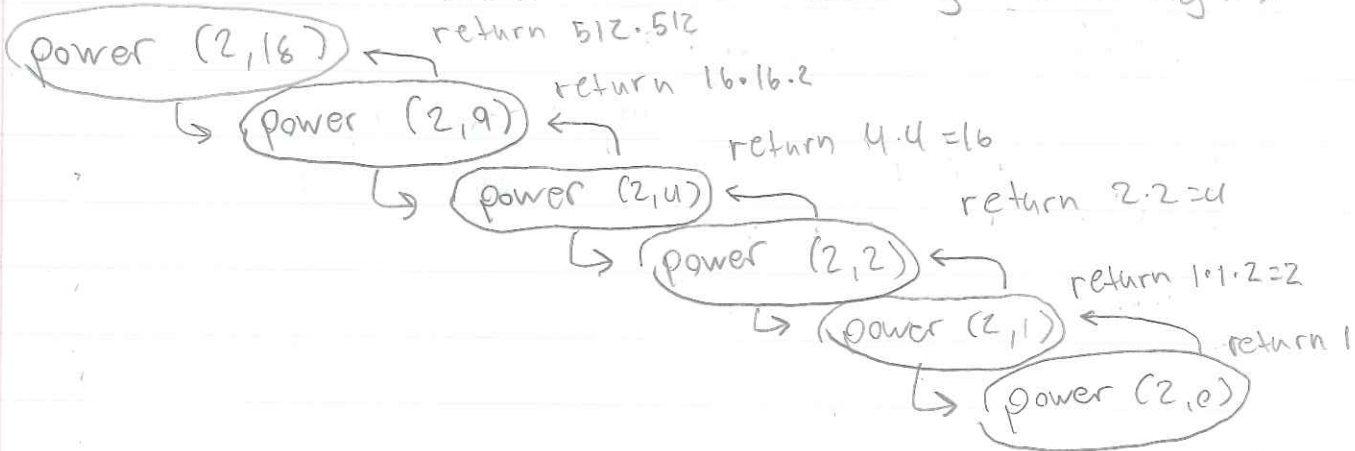 power (2,18)
return 512·512
power (2,9)
return 16·16·2
power (2,4)
return 4·4=16
power (2,2)
return 2·2=4
power (2,1)
return 1·1·2=2
power (2,0)
return 1